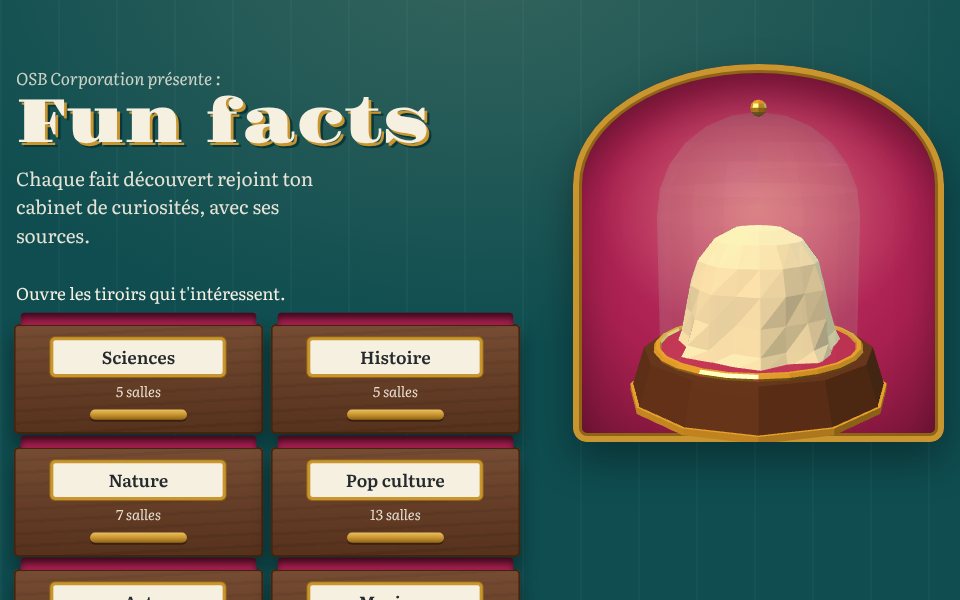 OSB Corporation présente :
Fun facts
Chaque fait découvert rejoint ton
cabinet de curiosités, avec ses
sources.
Ouvre les tiroirs qui t'intéressent.
Sciences
5 salles
Histoire
5 salles
Nature
7 salles
Pop culture
13 salles